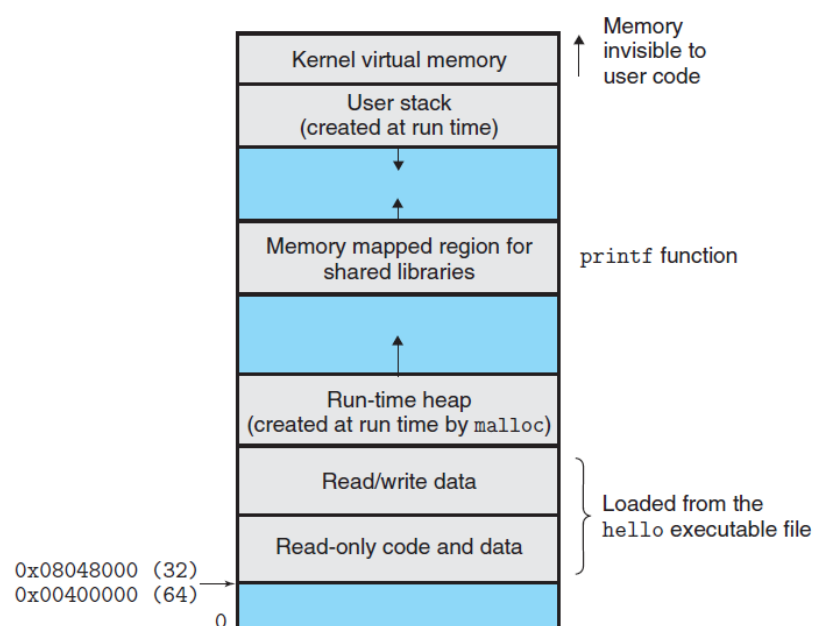 Kernel virtual memory
Memory
invisible to
user code
User stack
(created at run time)
Memory mapped region for
shared libraries
printf function
Run-time heap
(created at run time by malloc)
Read/write data
Loaded from the
hello executable file
Read-only code and data
0x08048000 (32)
0x00400000 (64)
0